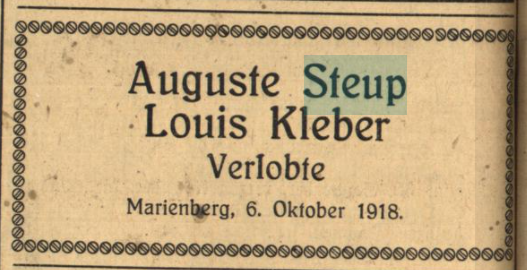 Auguste Steup
Louis Kleber
Verlobte
Marienberg, 6. Oktober 1918.